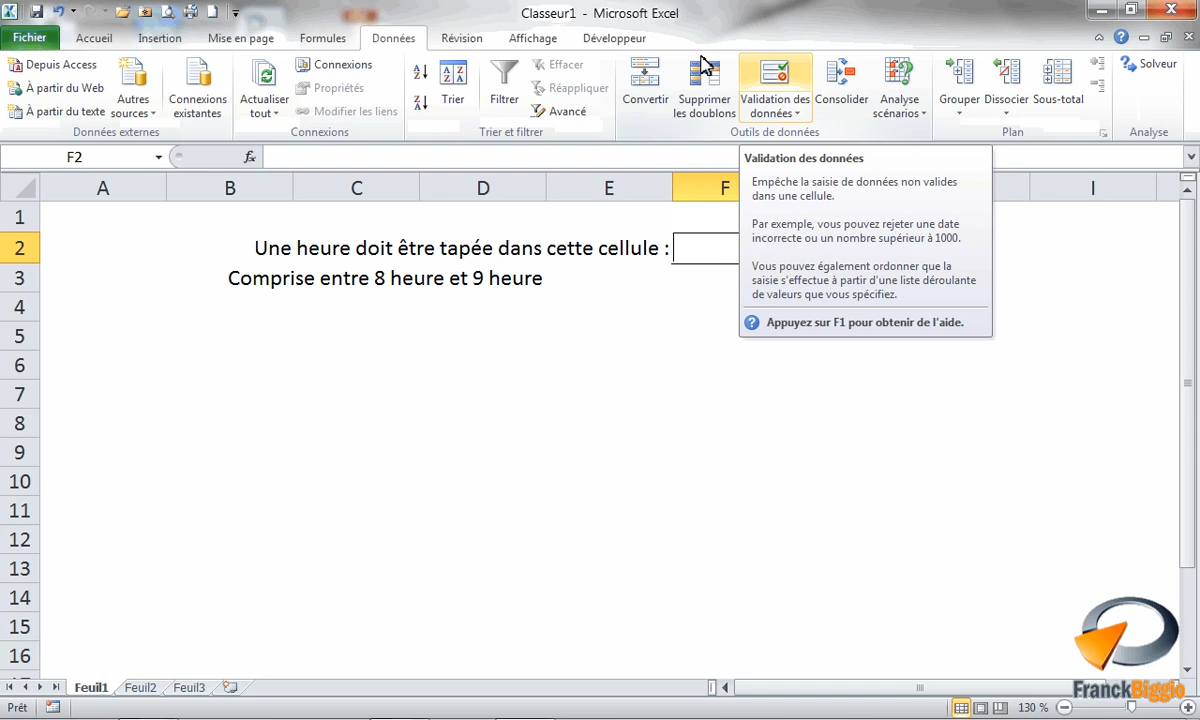 Classeur1 - Microsoft Excel
Fichier Accueil Insertion Mise en page Formules Données Révision Affichage Développeur
Depuis Access
À partir du Web
À partir du texte
Autres
sources
Connexions
existantes
Données externes
Actualiser
tout
Connexions
Propriétés
Modifier les liens
Connexions
Trier
Filtrer
Effacer
Réappliquer
Avancé
Trier et filtrer
Convertir
Supprimer
les doublons
Validation des
données
Consolider
Analyse
scénarios
Outils de données
Grouper Dissocier Sous-total
Plan
Solveur
Analyse
F2 fx
A B C D E F I
1
2 Une heure doit être tapée dans cette cellule :
3 Comprise entre 8 heure et 9 heure
4
5
6
7
8
9
10
11
12
13
14
15
16
Validation des données
Empêche la saisie de données non valides
dans une cellule.
Par exemple, vous pouvez rejeter une date
incorrecte ou un nombre supérieur à 1000.
Vous pouvez également ordonner que la
saisie s'effectue à partir d'une liste déroulante
de valeurs que vous spécifiez.
Appuyez sur F1 pour obtenir de l'aide.
Feuil1 Feuil2 Feuil3
FranckBiggio
Prêt 130 %